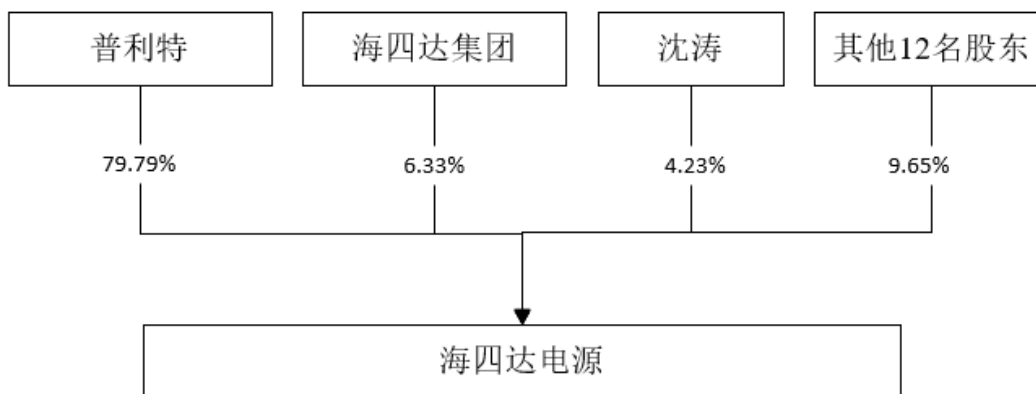 普利特
海四达集团
沈涛
其他12名股东
79.79%
6.33%
4.23%
9.65%
海四达电源